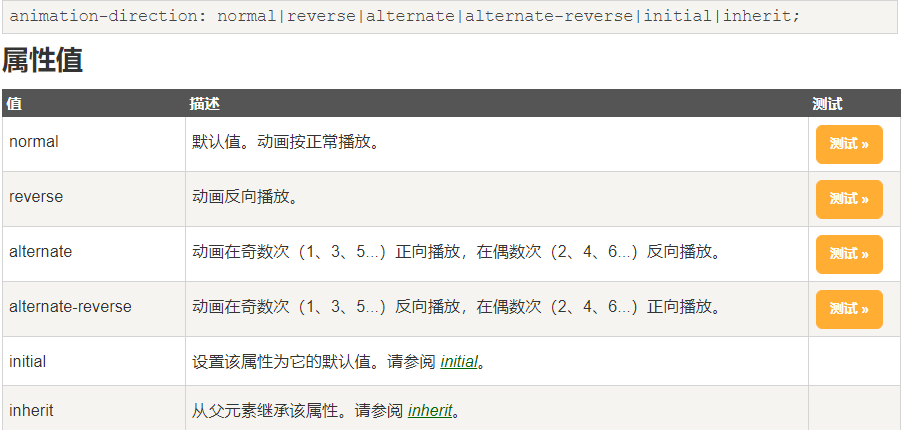 animation-direction: normal|reverse|alternate|alternate-reverse|initial|inherit;
属性值
值 描述 测试
normal 默认值。动画按正常播放。 测试 »
reverse 动画反向播放。 测试 »
alternate 动画在奇数次（1、3、5...）正向播放，在偶数次（2、4、6...）反向播放。 测试 »
alternate-reverse 动画在奇数次（1、3、5...）反向播放，在偶数次（2、4、6...）正向播放。 测试 »
initial 设置该属性为它的默认值。请参阅 initial。
inherit 从父元素继承该属性。请参阅 inherit。